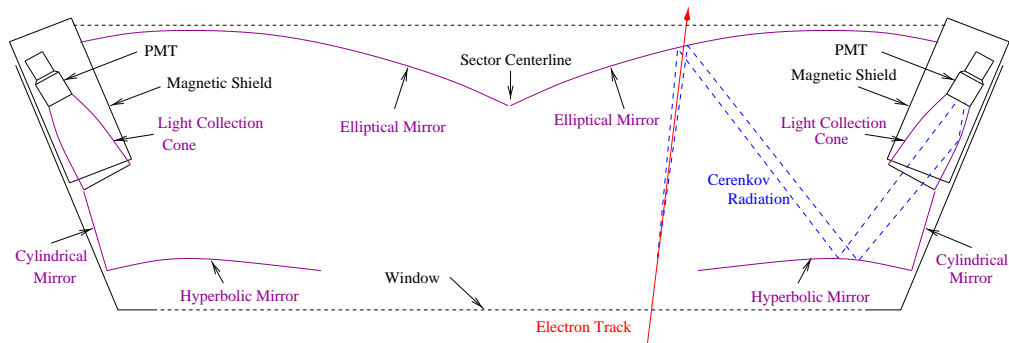 PMT
Magnetic Shield
Light Collection
Cone
Elliptical Mirror
Sector Centerline
Elliptical Mirror
PMT
Magnetic Shield
Light Collection
Cone
Cerenkov
Radiation
Cylindrical
Mirror
Hyperbolic Mirror
Window
Electron Track
Hyperbolic Mirror
Cylindrical
Mirror